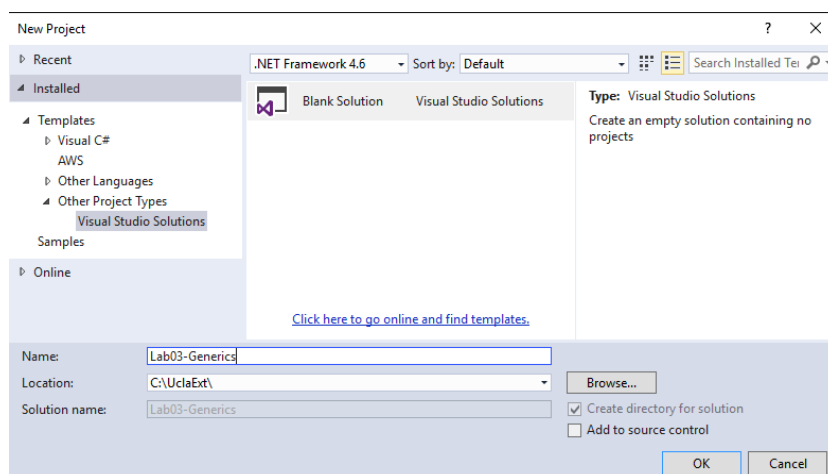 New Project
? X
Recent
.NET Framework 4.6
Sort by: Default
Installed
Blank Solution Visual Studio Solutions
Type: Visual Studio Solutions
Create an empty solution containing no
projects
Templates
Visual C#
AWS
Other Languages
Other Project Types
Visual Studio Solutions
Samples
Online
Search Installed Te
Click here to go online and find templates.
Name: Lab03-Generics
Location: C:\UclaExt\
Browse...
Solution name: Lab03-Generics
Create directory for solution
Add to source control
OK Cancel